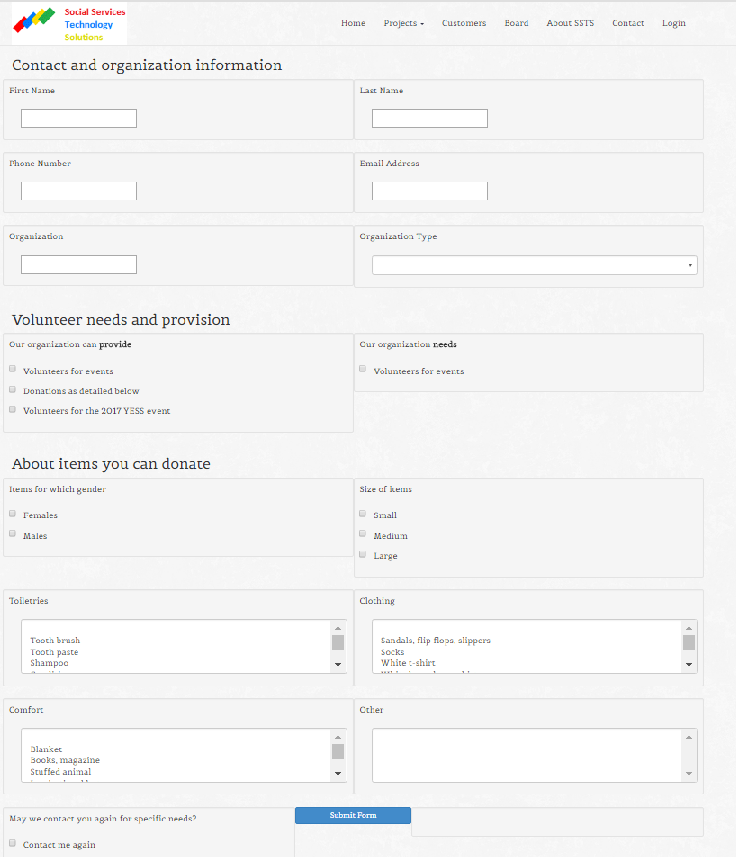 Social Services
Technology
Solutions
Home Projects Customers Board About SSTS Contact Login
Contact and organization information
First Name Last Name
Phone Number Email Address
Organization Organization Type
Volunteer needs and provision
Our organization can provide Our organization needs
Volunteers for events Volunteers for events
Donations as detailed below
Volunteers for the 2017 YESS event
About items you can donate
Items for which gender Size of items
Females Small
Males Medium
Large
Toiletries Clothing
Tooth brush Sandals, flip flops, slippers
Tooth paste Socks
Shampoo White t-shirt
Comfort Other
Blanket
Books, magazine
Stuffed animal
May we contact you again for specific needs? Submit Form
Contact me again